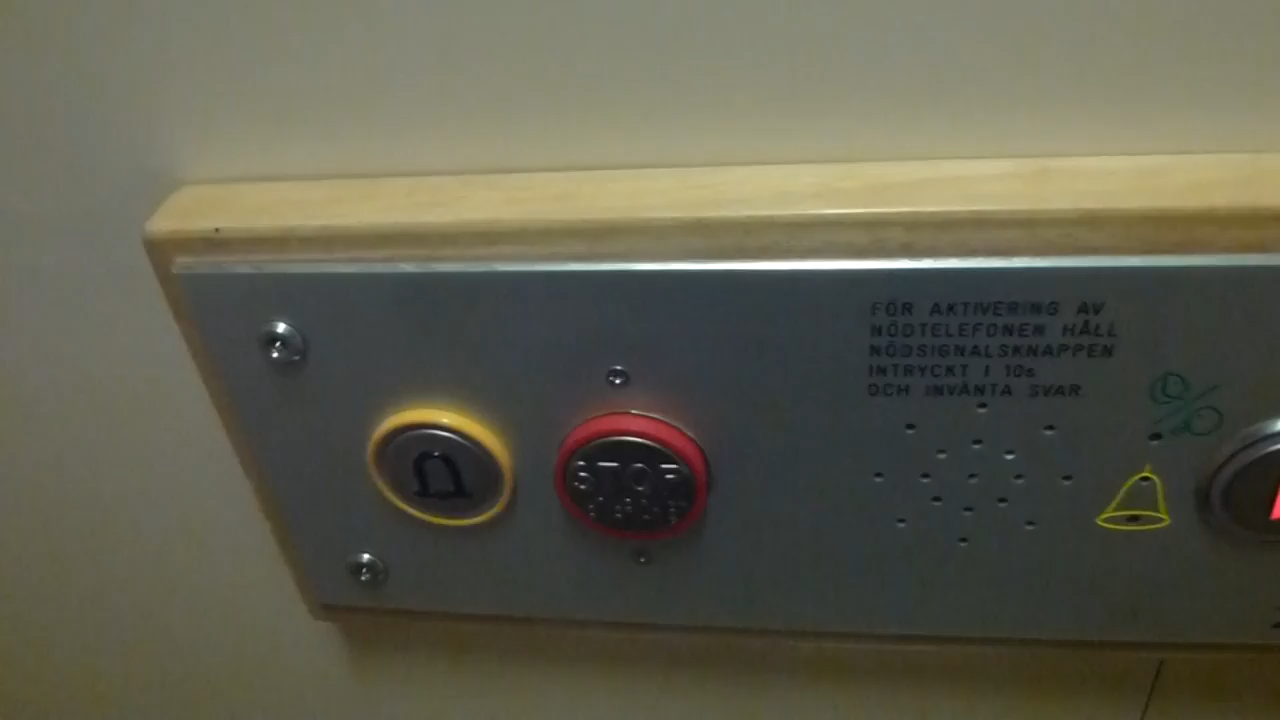 FÖR AKTIVERING AV
NÖDTELEFONEN HÅLL
NÖDSIGNALSKNAPPEN
INTRYCKT I 10s
OCH INVÄNTA SVAR.
STOP